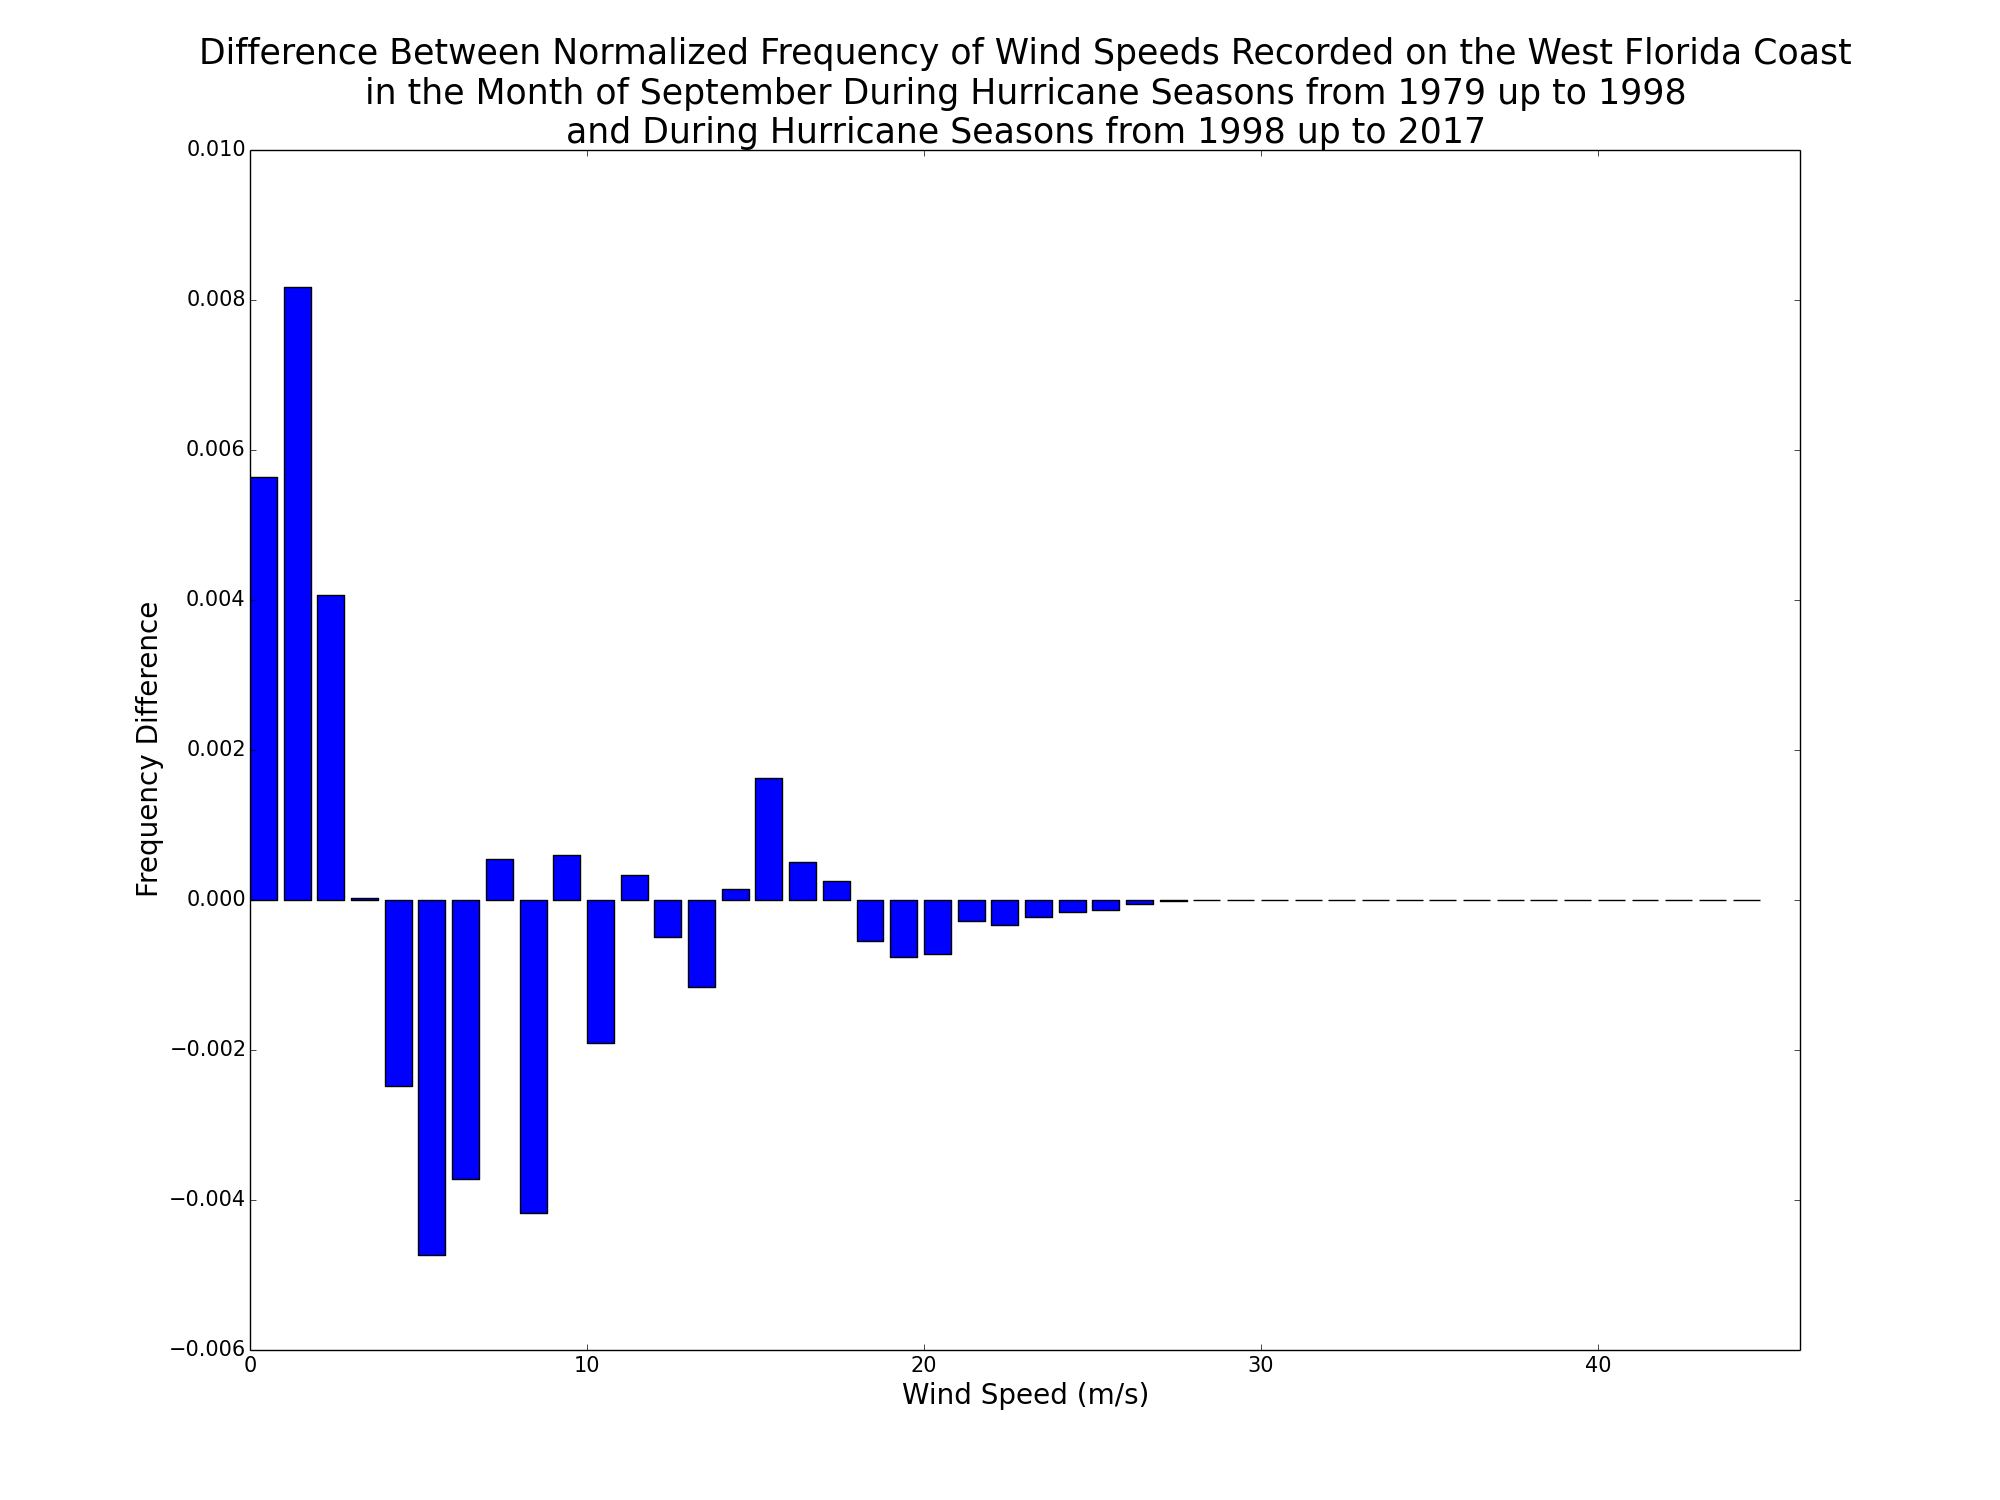 Difference Between Normalized Frequency of Wind Speeds Recorded on the West Florida Coast
in the Month of September During Hurricane Seasons from 1979 up to 1998
and During Hurricane Seasons from 1998 up to 2017
0.010
0.008
0.006
0.004
0.002
0.000
−0.002
−0.004
−0.006
Frequency Difference
0 10 20 30 40
Wind Speed (m/s)